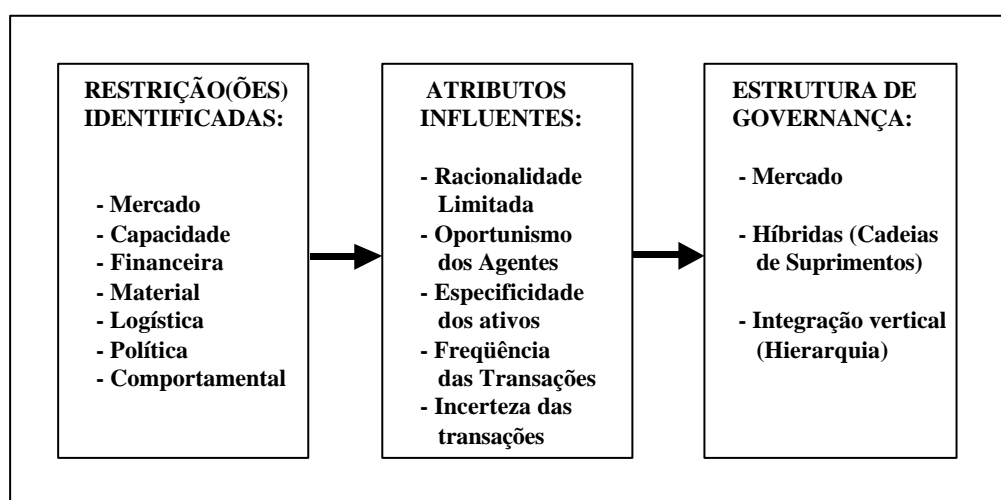 RESTRIÇÃO(ÕES)
IDENTIFICADAS:
- Mercado
- Capacidade
- Financeira
- Material
- Logística
- Política
- Comportamental
ATRIBUTOS
INFLUENTES:
- Racionalidade
Limitada
- Oportunismo
dos Agentes
- Especificidade
dos ativos
- Freqüência
das Transações
- Incerteza das
transações
ESTRUTURA DE
GOVERNANÇA:
- Mercado
- Híbridas (Cadeias
de Suprimentos)
- Integração vertical
(Hierarquia)